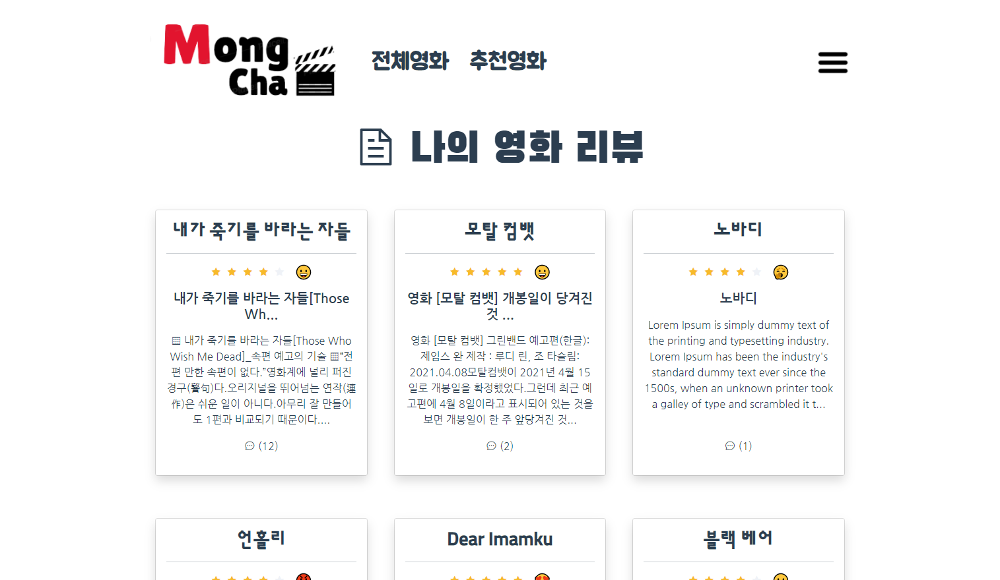 Mong
Cha
전체영화 추천영화
나의 영화 리뷰
내가 죽기를 바라는 자들
내가 죽기를 바라는 자들[Those
Wh...
▤ 내가 죽기를 바라는 자들[Those Who
Wish Me Dead]_속편 예고의 기술 ▤“전
편 만한 속편이 없다.”영화계에 널리 퍼진
경구(警句)다.오리지널을 뛰어넘는 연작(連
作)은 쉬운 일이 아니다.아무리 잘 만들어
도 1편과 비교되기 때문이다....
(12)
모탈 컴뱃
영화 [모탈 컴뱃] 개봉일이 당겨진
것 ...
영화 [모탈 컴뱃] 그린밴드 예고편(한글):
제임스 완 제작 : 루디 린, 조 타슬림:
2021.04.08모탈컴뱃이 2021년 4월 15
일로 개봉일을 확정했었다.그런데 최근 예
고편에 4월 8일이라고 표시되어 있는 것을
보면 개봉일이 한 주 앞당겨진 것...
(2)
노바디
노바디
Lorem Ipsum is simply dummy text of
the printing and typesetting industry.
Lorem Ipsum has been the industry's
standard dummy text ever since the
1500s, when an unknown printer took
a galley of type and scrambled it t...
(1)
언홀리
Dear Imamku
블랙 베어